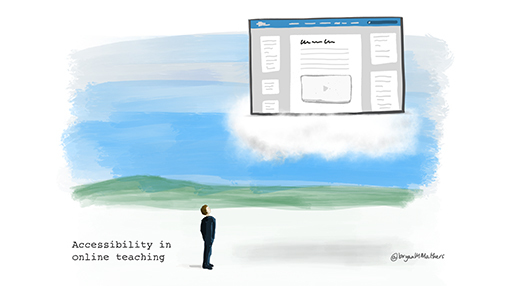 Accessibility in
online teaching
@bryanMMathers